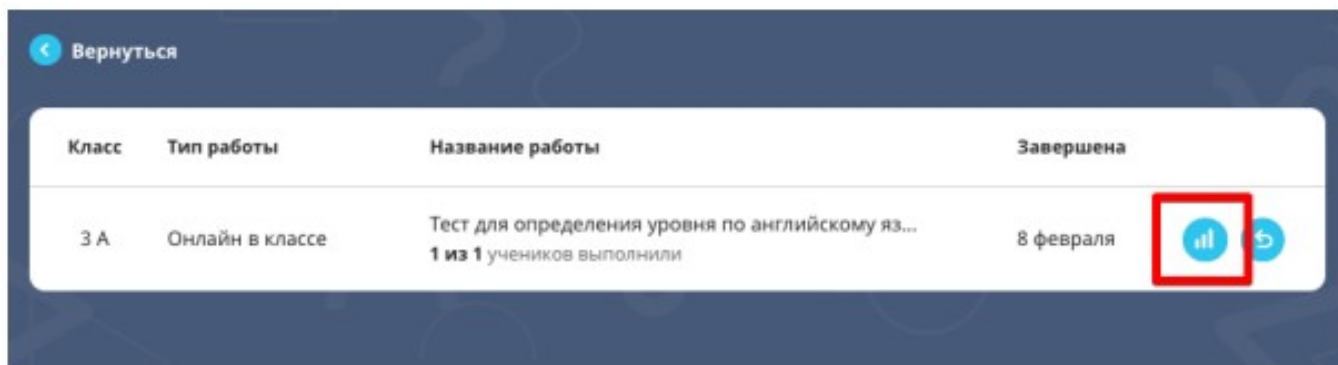 Вернуться
Класс Тип работы Название работы Завершена
3 А Онлайн в классе Тест для определения уровня по английскому яз... 8 февраля
1 из 1 учеников выполнили